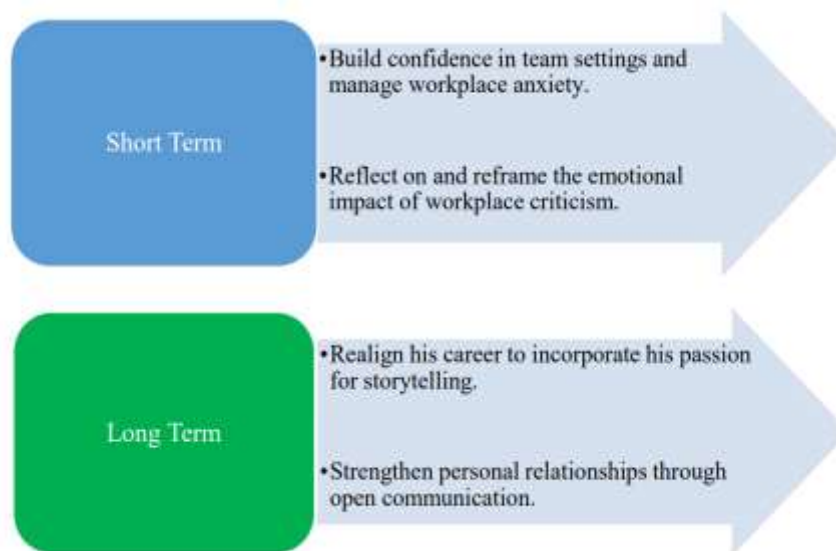 Short Term
•Build confidence in team settings and
manage workplace anxiety.
•Reflect on and reframe the emotional
impact of workplace criticism.
Long Term
•Realign his career to incorporate his passion
for storytelling.
•Strengthen personal relationships through
open communication.